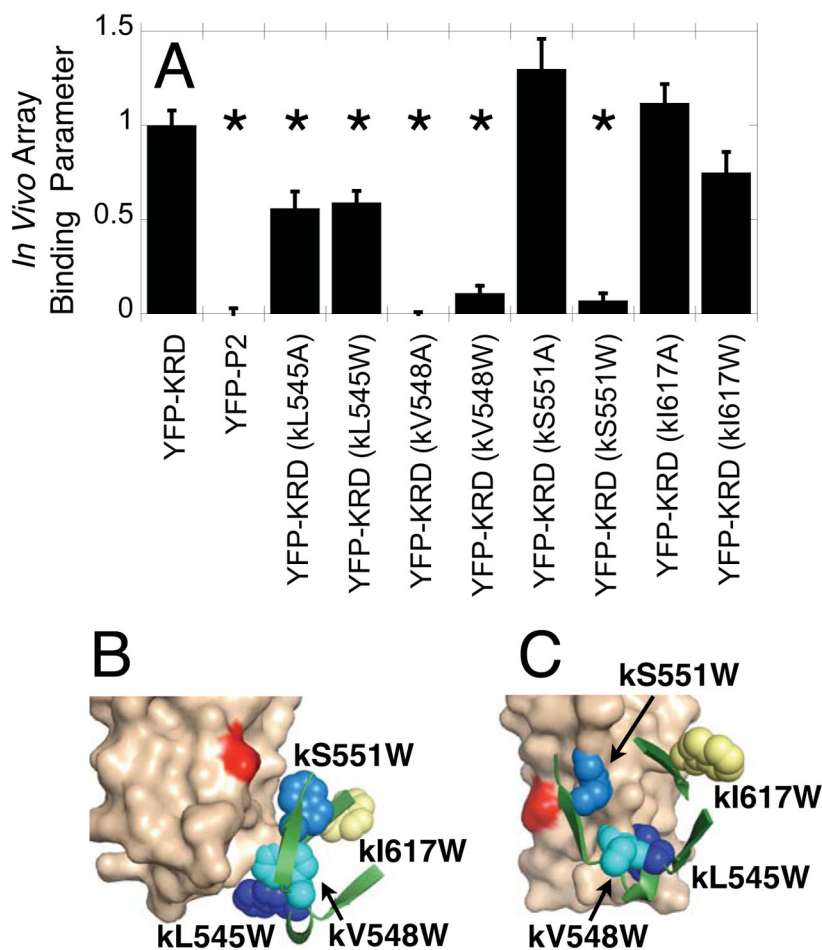 A
In Vivo Array
Binding Parameter
1.5
1
0.5
0
* * * * * *
YFP-KRD
YFP-P2
YFP-KRD (kL545A)
YFP-KRD (kL545W)
YFP-KRD (kV548A)
YFP-KRD (kV548W)
YFP-KRD (kS551A)
YFP-KRD (kS551W)
YFP-KRD (kI617A)
YFP-KRD (kI617W)
B
kS551W
kI617W
kL545W
kV548W
C
kS551W
kI617W
kL545W
kV548W